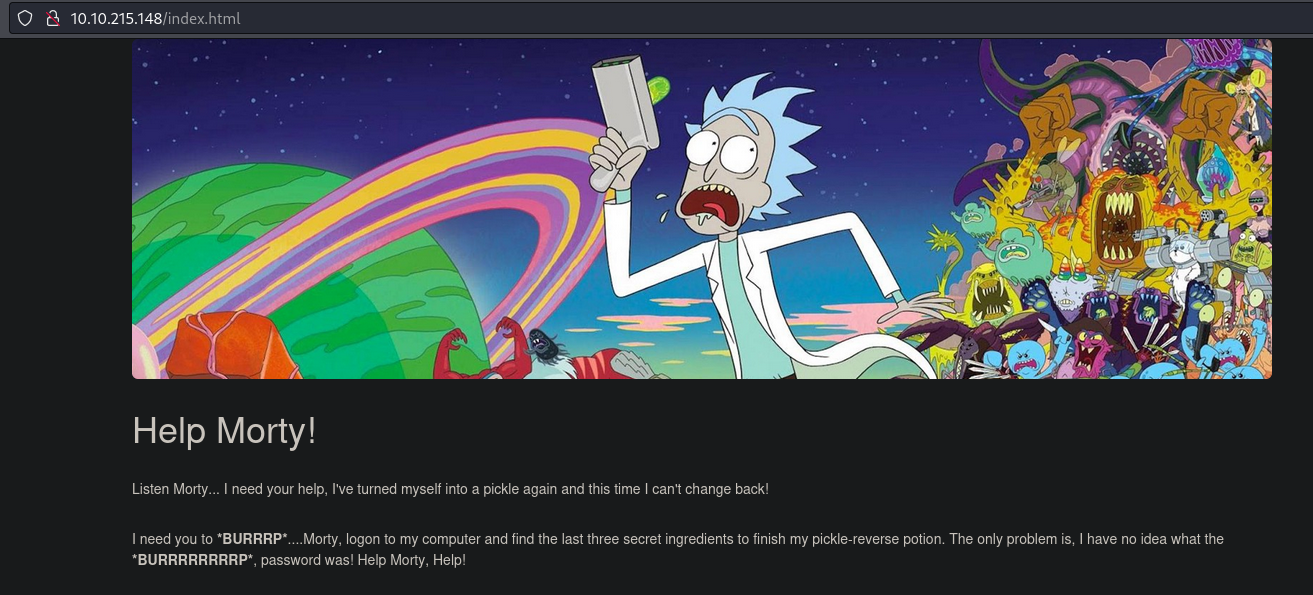 10.10.215.148/index.html
Help Morty!
Listen Morty... I need your help, I've turned myself into a pickle again and this time I can't change back!
I need you to *BURRRP*....Morty, logon to my computer and find the last three secret ingredients to finish my pickle-reverse potion. The only problem is, I have no idea what the
*BURRRRRRRRP*, password was! Help Morty, Help!